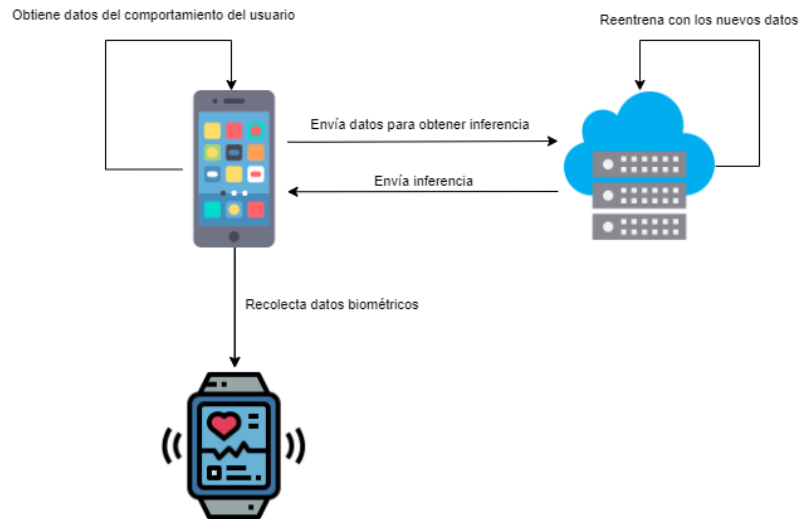 Obtiene datos del comportamiento del usuario
Reentrena con los nuevos datos
Envía datos para obtener inferencia
Envía inferencia
Recolecta datos biométricos